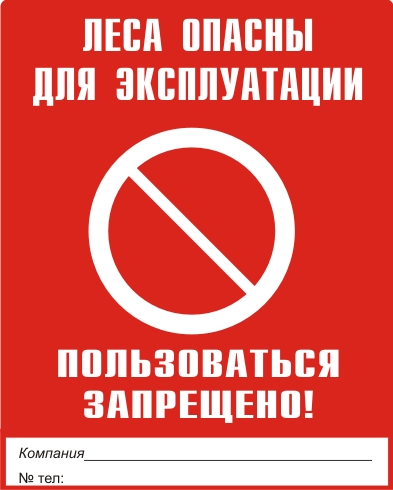 ЛЕСА ОПАСНЫ
ДЛЯ ЭКСПЛУАТАЦИИ
ПОЛЬЗОВАТЬСЯ
ЗАПРЕЩЕНО!
Компания
№ тел: